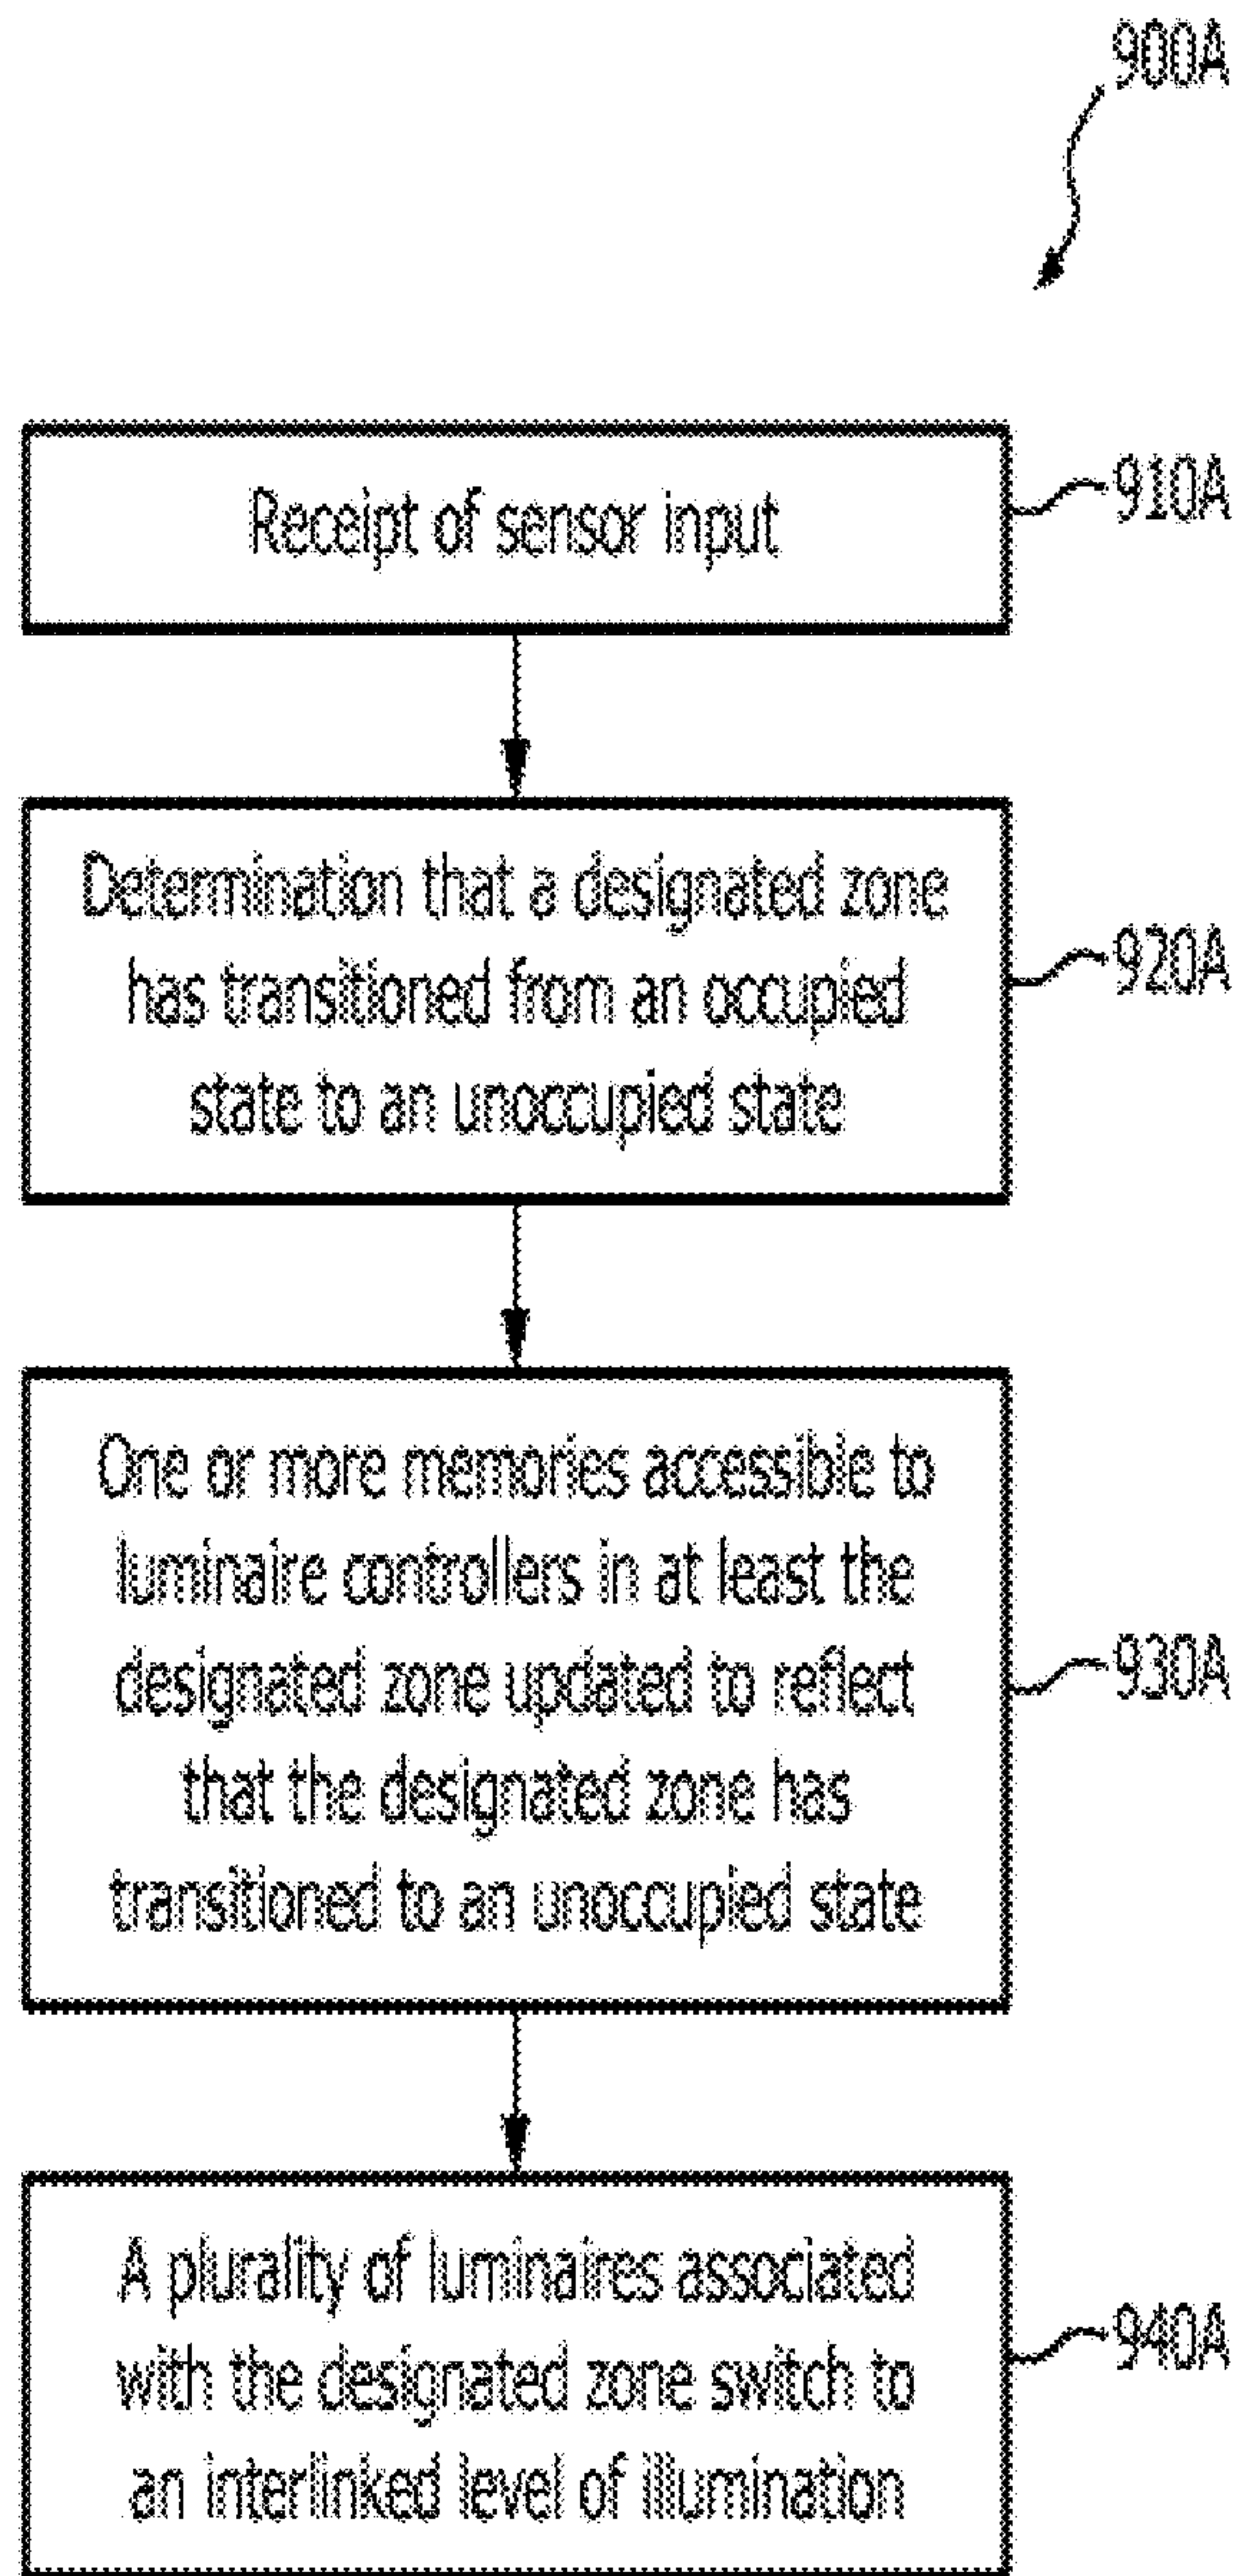 900A
Receipt of sensor input
910A
Determination that a designated zone
has transitioned from an occupied
state to an unoccupied state
920A
One or more memories accessible to
luminaire controllers in at least the
designated zone updated to reflect
that the designated zone has
transitioned to an unoccupied state
930A
A plurality of luminaires associated
with the designated zone switch to
an interlinked level of illumination
940A